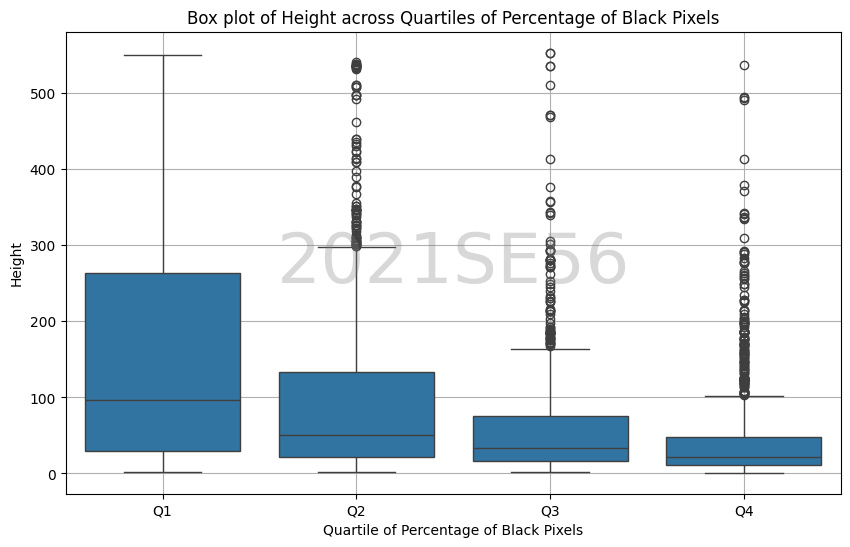 Box plot of Height across Quartiles of Percentage of Black Pixels
500
400
300
200
100
0
Height
2021SE56
Q1 Q2 Q3 Q4
Quartile of Percentage of Black Pixels